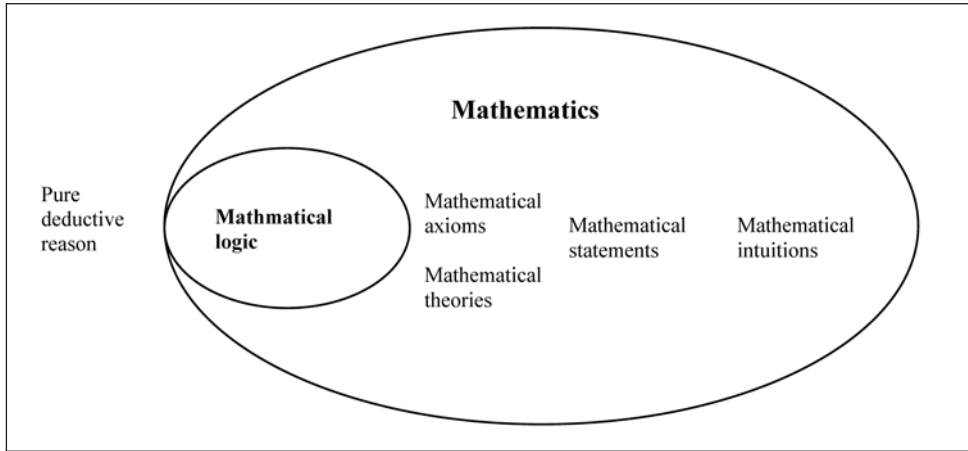 Mathematics
Pure
deductive
reason
Mathmatical
logic
Mathematical
axioms
Mathematical
theories
Mathematical
statements
Mathematical
intuitions